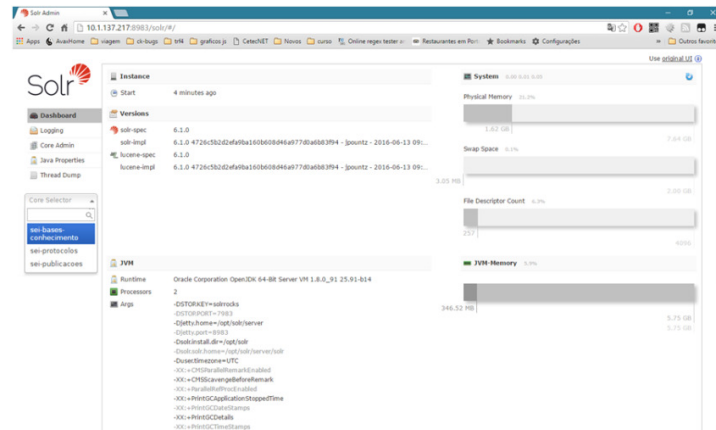 Solr Admin
10.1.137.217:8983/solr/#/
Apps
AvaxHome
viagem
ck-bugs
trf4
graficos js
CetechNET
Novos
curso
Online regex tester
Restaurantes em Port
Bookmarks
Configurações
Outros favorit
Use original UI
Solr
Dashboard
Logging
Core Admin
Java Properties
Thread Dump
Core Selector
sei-bases-
conhecimento
sei-protocolos
sei-publicacoes
Instance
Start 4 minutes ago
Versions
solr-spec 6.1.0
solr-impl 6.1.0 4726c5b2d2efa9ba160b608d46a977d0a6b83f94 - jpountz - 2016-06-13 09:...
lucene-spec 6.1.0
lucene-impl 6.1.0 4726c5b2d2efa9ba160b608d46a977d0a6b83f94 - jpountz - 2016-06-13 09:...
JVM
Runtime Oracle Corporation OpenJDK 64-Bit Server VM 1.8.0_91 25.91-b14
Processors 2
Args -DSTOP.KEY=solrrocks
-DSTOP.PORT=7983
-Djetty.home=/opt/solr/server
-Djetty.port=8983
-Dsolr.install.dir=/opt/solr
-Dsolr.solr.home=/opt/solr/server/solr
-Duser.timezone=UTC
-XX:+CMSParallelRemarkEnabled
-XX:+CMSScavengeBeforeRemark
-XX:+ParallelRefProcEnabled
-XX:+PrintGCApplicationStoppedTime
-XX:+PrintGCDateStamps
-XX:+PrintGCDetails
-XX:+PrintGCTimeStamps
System
Physical Memory
1.62 GB
7.64 GB
Swap Space
3.05 MB
2.00 GB
File Descriptor Count
257
4096
JVM-Memory
346.52 MB
5.75 GB
5.75 GB